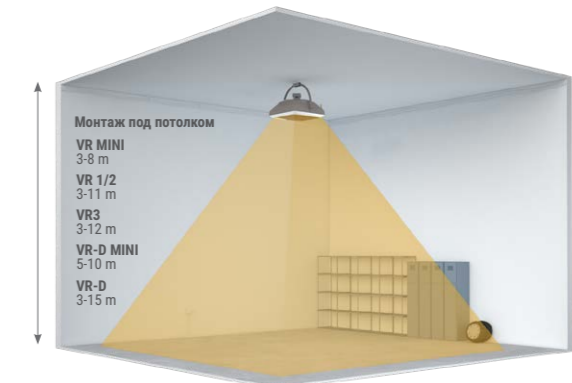 Монтаж под потолком
VR MINI
3-8 m
VR 1/2
3-11 m
VR3
3-12 m
VR-D MINI
5-10 m
VR-D
3-15 m